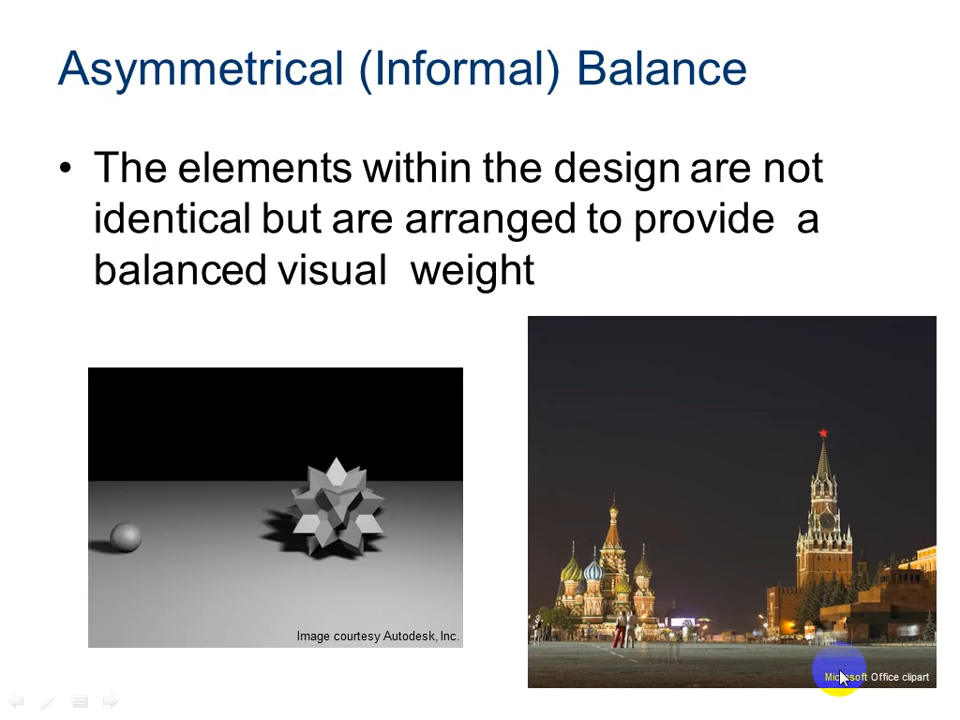 Asymmetrical (Informal) Balance
• The elements within the design are not
identical but are arranged to provide a
balanced visual weight
Image courtesy Autodesk, Inc.
Microsoft Office clipart